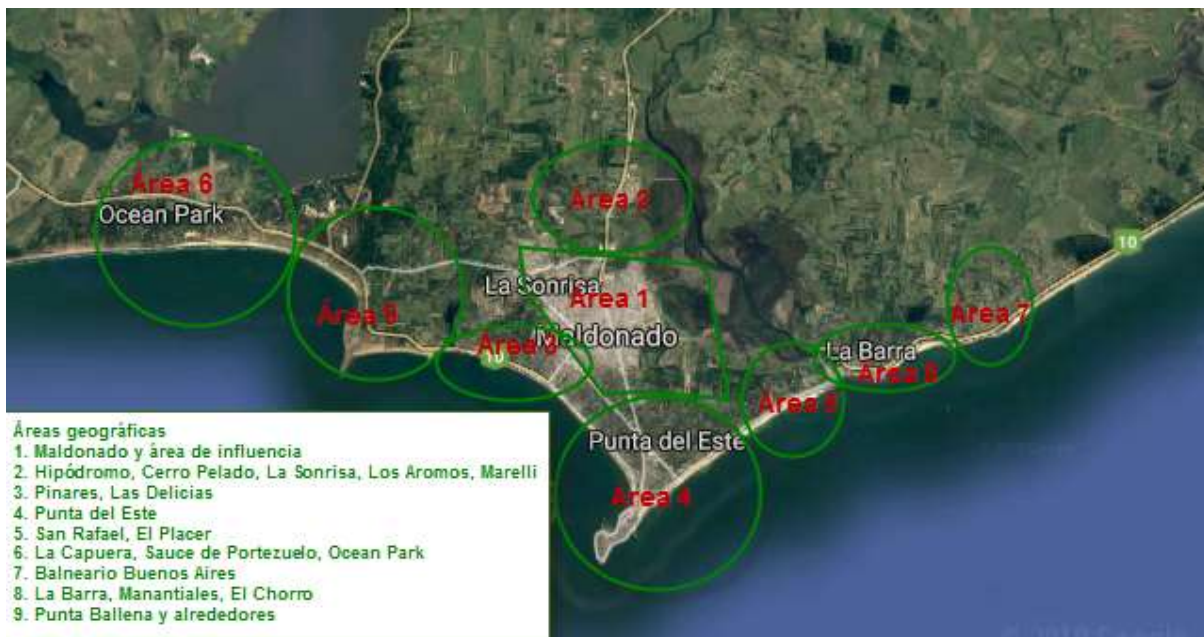 Área 6
Ocean Park
Área 2
10
La Sonrisa
Área 1
Área 9
Maldonado
Área 3
10
La Barra
Área 7
Área 8
Área 5
Punta del Este
Área 4
Áreas geográficas
1. Maldonado y área de influencia
2. Hipódromo, Cerro Pelado, La Sonrisa, Los Aromos, Marelli
3. Pinares, Las Delicias
4. Punta del Este
5. San Rafael, El Placer
6. La Capuera, Sauce de Portezuelo, Ocean Park
7. Balneario Buenos Aires
8. La Barra, Manantiales, El Chorro
9. Punta Ballena y alrededores